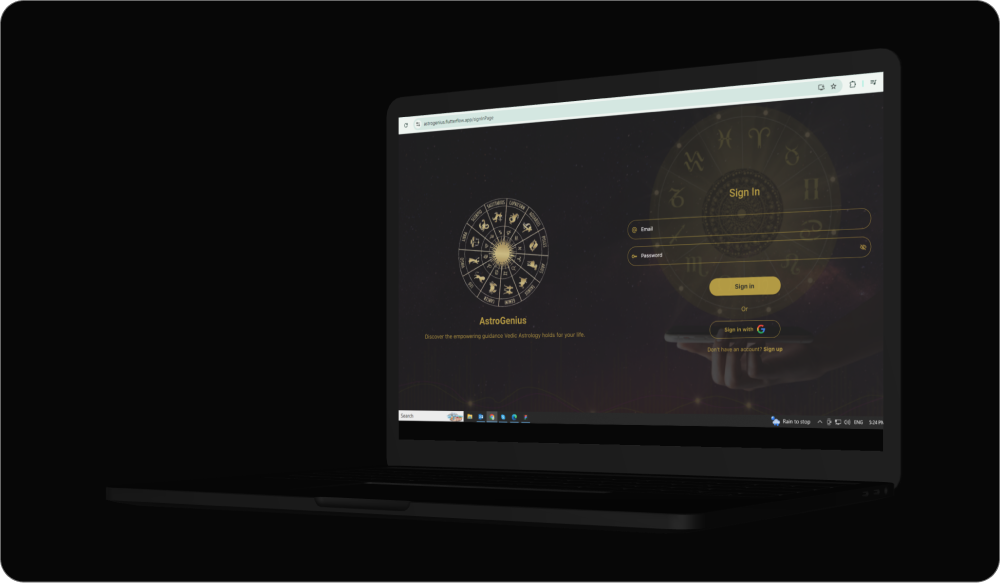 astrogenius.flutterflow.app/signInPage
Sign In
Email
Password
Sign in
Or
Sign in with
Don't have an account? Sign up
AstroGenius
Discover the empowering guidance Vedic Astrology holds for your life.
SAGITTARIUS
CAPRICORN
Search
Rain to stop
ENG
5:24 PM